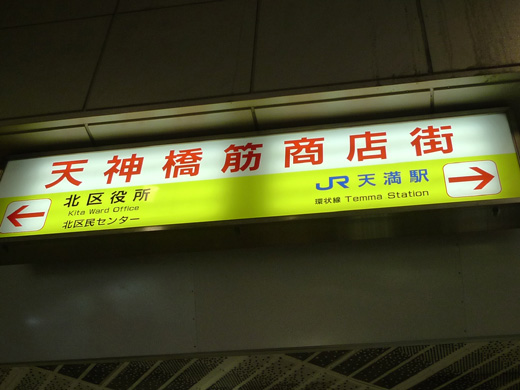 天神橋筋商店街
北区役所
Kita Ward Office
北区民センター
JR 天満駅
環状線 Temma Station